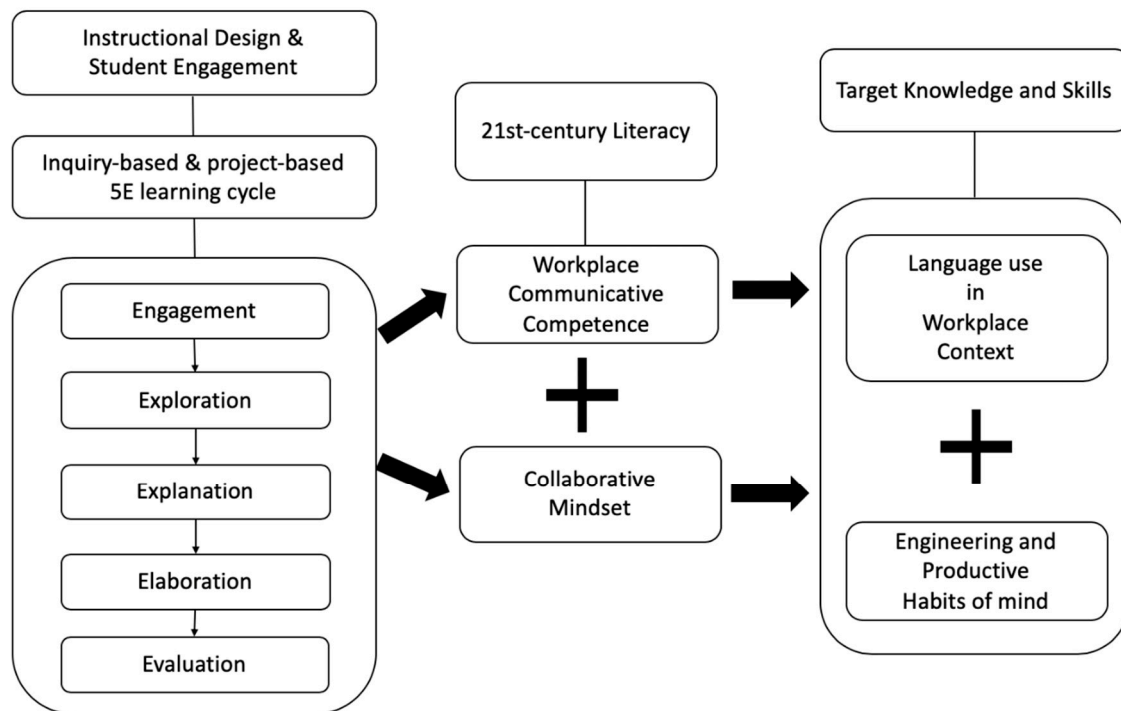 Instructional Design &
Student Engagement
Inquiry-based & project-based
5E learning cycle
Engagement
Exploration
Explanation
Elaboration
Evaluation
21st-century Literacy
Workplace
Communicative
Competence
Collaborative
Mindset
Target Knowledge and Skills
Language use
in
Workplace
Context
Engineering and
Productive
Habits of mind